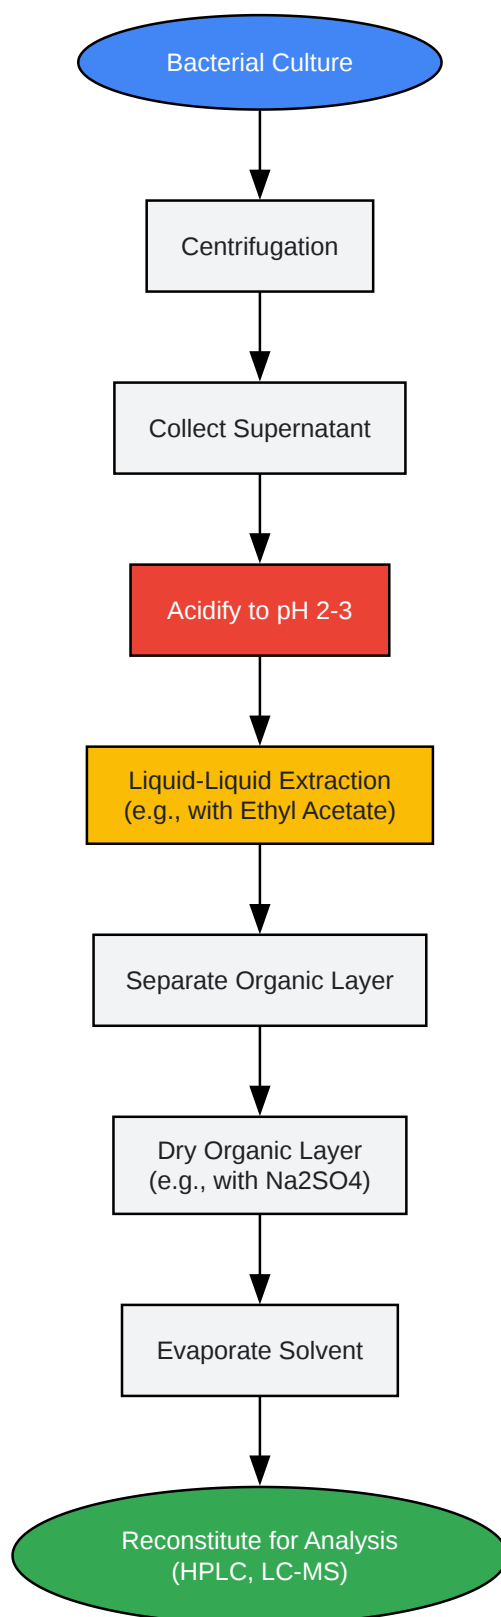 Bacterial Culture
Centrifugation
Collect Supernatant
Acidify to pH 2-3
Liquid-Liquid Extraction
(e.g., with Ethyl Acetate)
Separate Organic Layer
Dry Organic Layer
(e.g., with Na2SO4)
Evaporate Solvent
Reconstitute for Analysis
(HPLC, LC-MS)